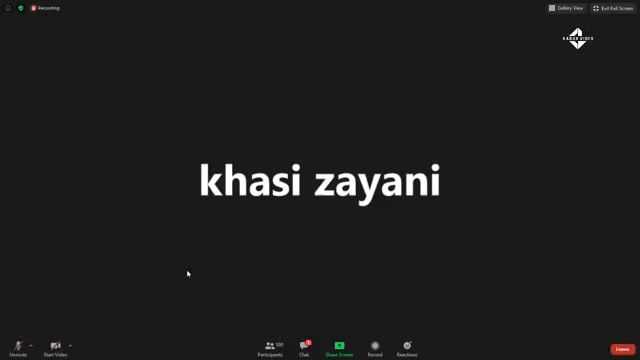 Recording
Gallery View
Exit Full Screen
KABUR VIDEO
khasi zayani
Unmute
Start Video
Participants
100
Chat
Share Screen
Record
Reactions
Leave